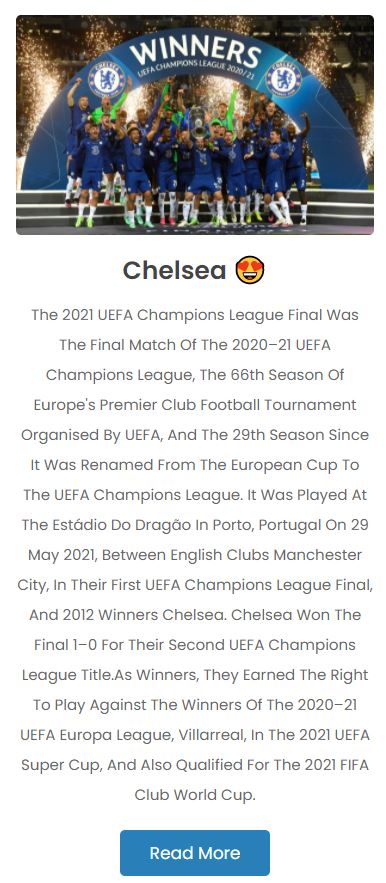 WINNERS
UEFA CHAMPIONS LEAGUE 2020/21
Chelsea 😍
The 2021 UEFA Champions League Final Was
The Final Match Of The 2020–21 UEFA
Champions League, The 66th Season Of
Europe's Premier Club Football Tournament
Organised By UEFA, And The 29th Season Since
It Was Renamed From The European Cup To
The UEFA Champions League. It Was Played At
The Estádio Do Dragão In Porto, Portugal On 29
May 2021, Between English Clubs Manchester
City, In Their First UEFA Champions League Final,
And 2012 Winners Chelsea. Chelsea Won The
Final 1–0 For Their Second UEFA Champions
League Title.As Winners, They Earned The Right
To Play Against The Winners Of The 2020–21
UEFA Europa League, Villarreal, In The 2021 UEFA
Super Cup, And Also Qualified For The 2021 FIFA
Club World Cup.
Read More